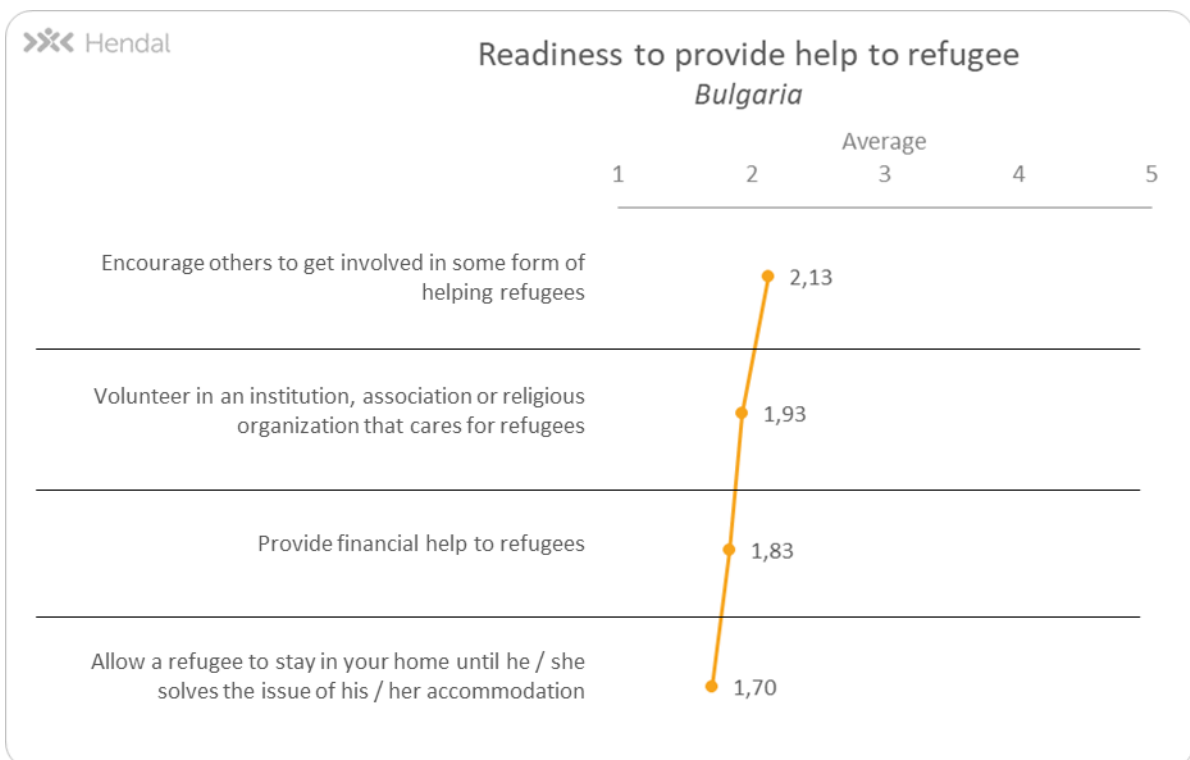 Hendal
Readiness to provide help to refugee
Bulgaria
Average
1 2 3 4 5
Encourage others to get involved in some form of
helping refugees
2,13
Volunteer in an institution, association or religious
organization that cares for refugees
1,93
Provide financial help to refugees
1,83
Allow a refugee to stay in your home until he / she
solves the issue of his / her accommodation
1,70